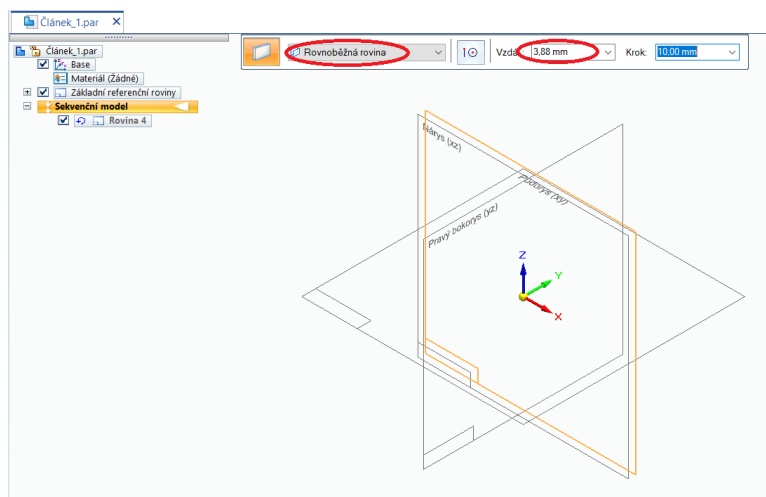 Článek_1.par
Článek_1.par
Rovnoběžná rovina
Vzdá
3,88 mm
Krok:
10,00 mm
Base
Materiál (Žádné)
Základní referenční roviny
Sekvenční model
Rovina 4
Nárys (xz)
Půdorys (xy)
Pravý bokorys (yz)
Z
Y
X